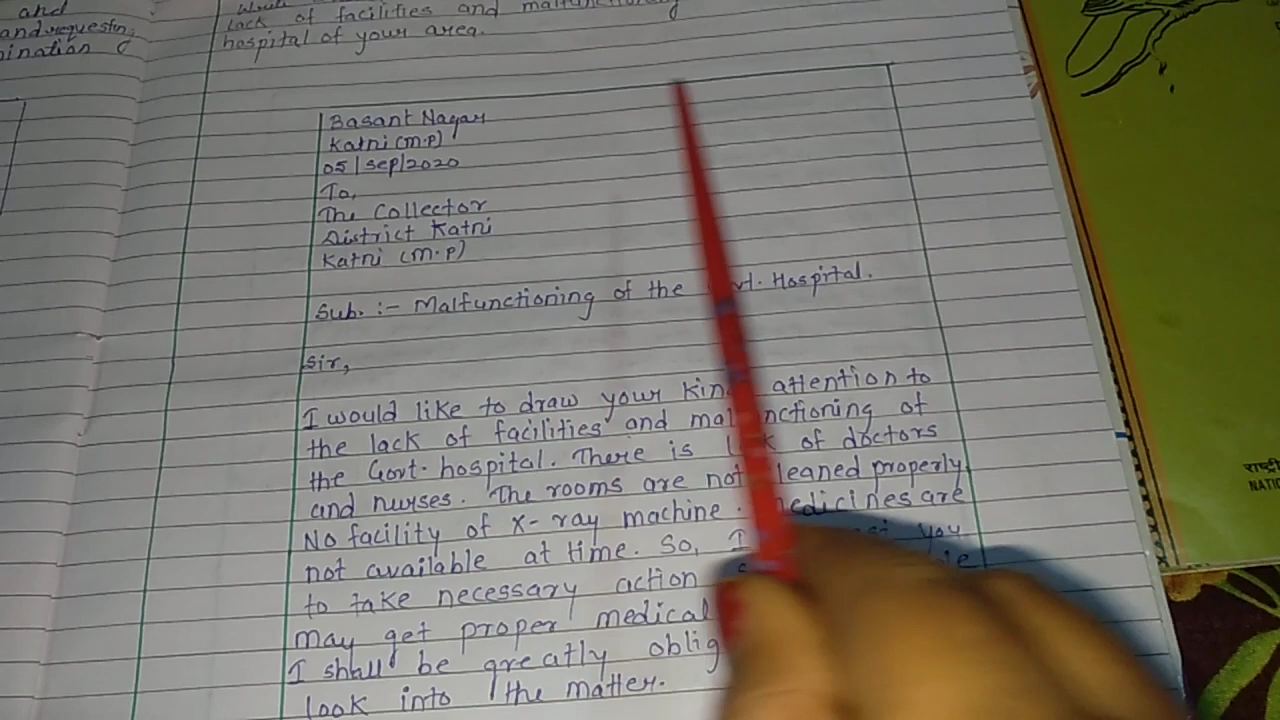 and
and requesting
ination of
lack of facilities and malfunctioning
hospital of your area.
Basant Nagar
Katni (m.p)
05/Sep/2020
To,
The Collector
District Katni
Katni (m.p)
Sub. :- Malfunctioning of the Hospital.
Sir,
I would like to draw your attention to
the lack of facilities and of
the Govt. hospital. There is of doctors
and nurses. The rooms are not properly.
No facility of X-ray machine. are
not available at time. So, I you
to take necessary action
may get proper medical
I shall be greatly
look into the matter.
राष्ट्री
NATI